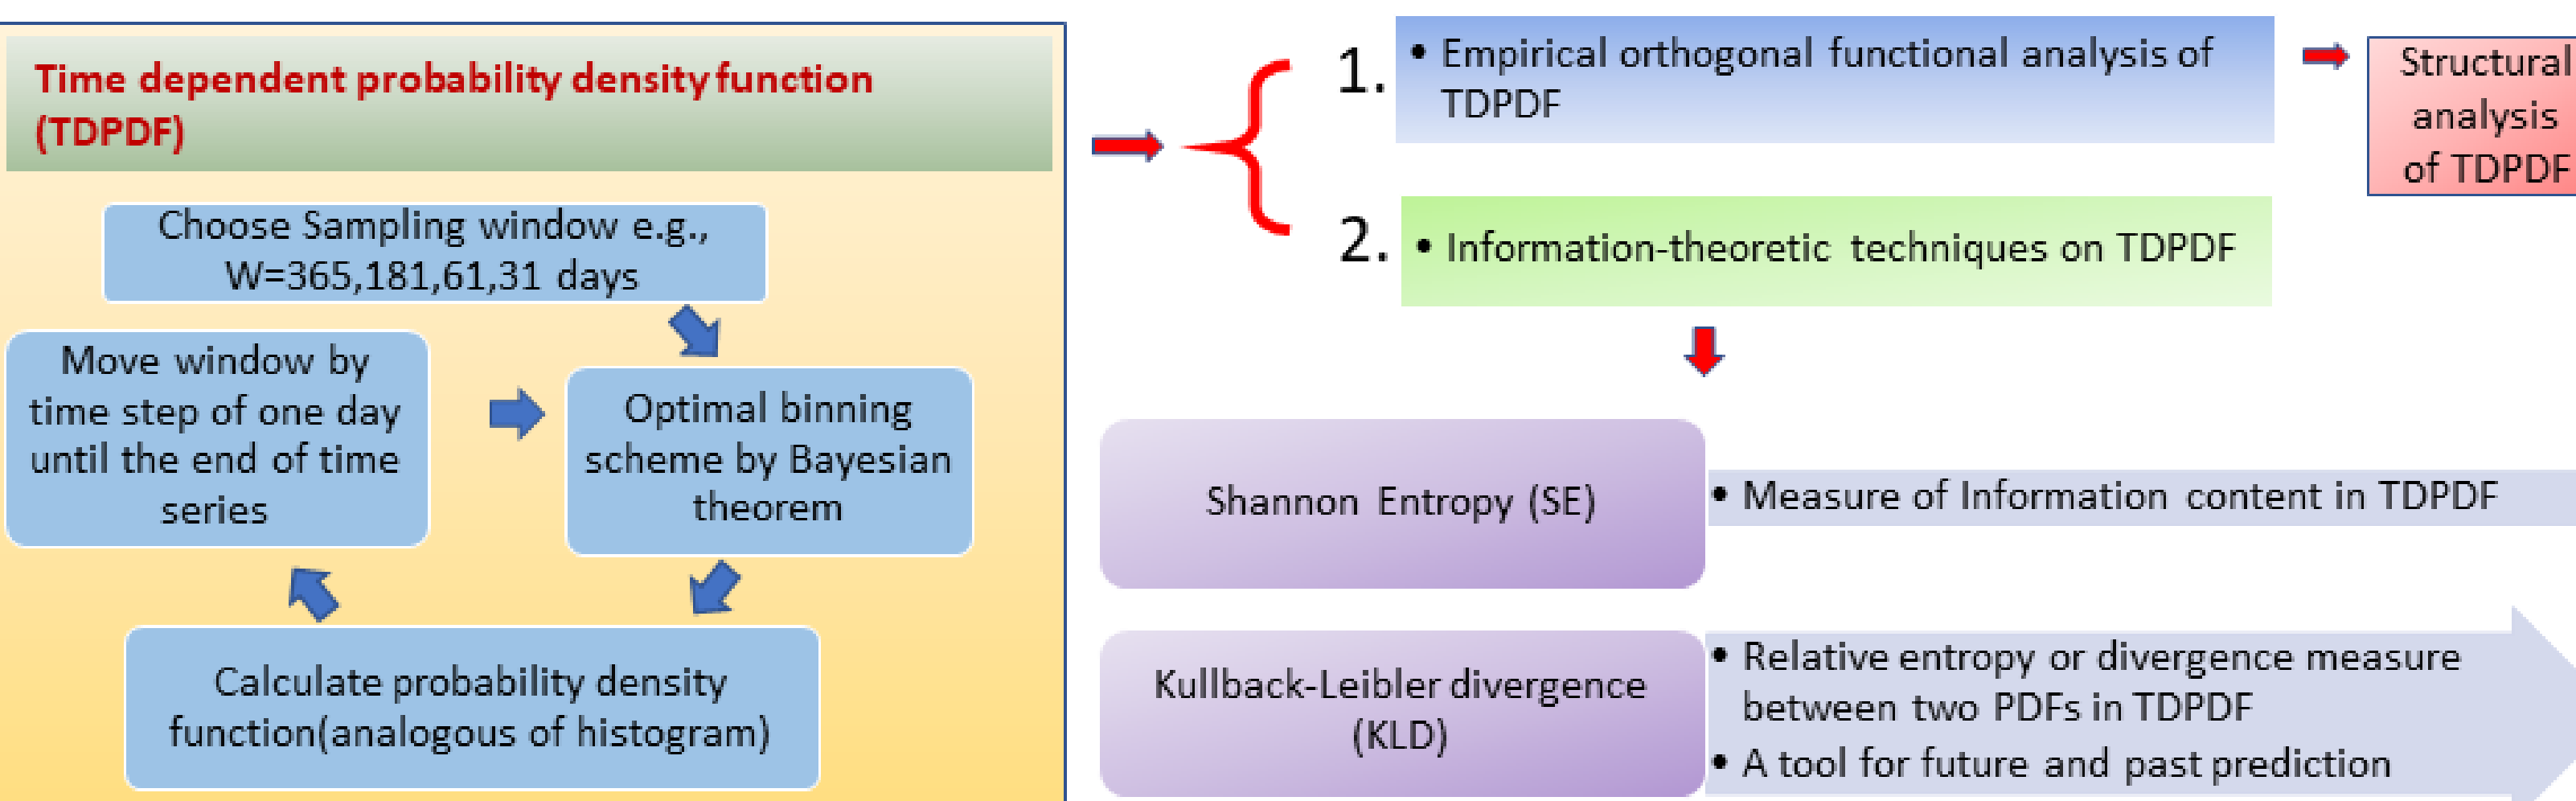 Time dependent probability density function
(TDPDF)
Choose Sampling window e.g.,
W=365,181,61,31 days
Move window by
time step of one day
until the end of time
series
Optimal binning
scheme by Bayesian
theorem
Calculate probability density
function(analogous of histogram)
1.
• Empirical orthogonal functional analysis of
TDPDF
Structural
analysis
of TDPDF
2.
• Information-theoretic techniques on TDPDF
Shannon Entropy (SE)
• Measure of Information content in TDPDF
Kullback-Leibler divergence
(KLD)
• Relative entropy or divergence measure
between two PDFs in TDPDF
• A tool for future and past prediction